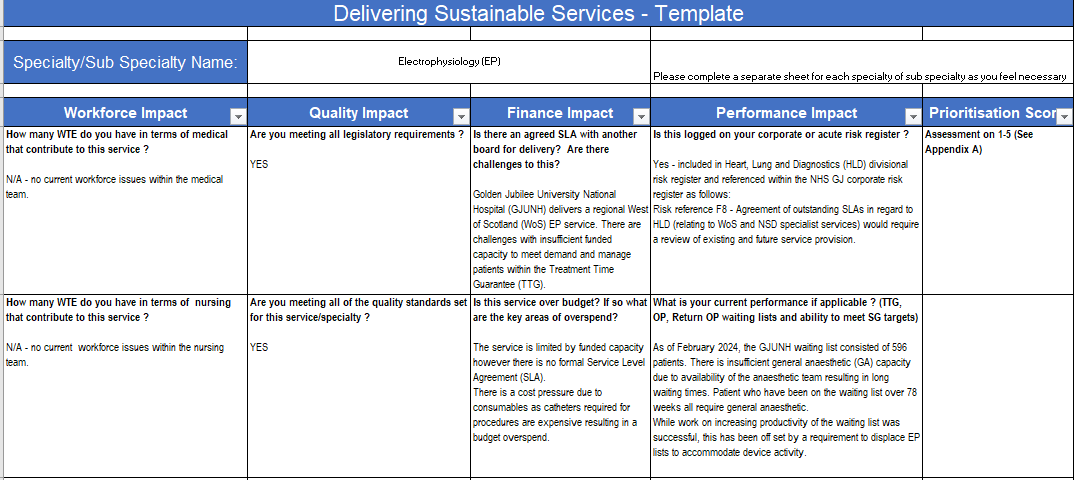 Delivering Sustainable Services - Template
Specialty/Sub Specialty Name:
Electrophysiology (EP)
Please complete a separate sheet for each specialty of sub specialty as you feel necessary
Workforce Impact
Quality Impact
Finance Impact
Performance Impact
Prioritisation Scor
How many WTE do you have in terms of medical
that contribute to this service ?
N/A - no current workforce issues within the medical
team.
Are you meeting all legislatory requirements ?
YES
Is there an agreed SLA with another
board for delivery? Are there
challenges to this?
Golden Jubilee University National
Hospital (GJUNH) delivers a regional West
of Scotland (WoS) EP service. There are
challenges with insufficient funded
capacity to meet demand and manage
patients within the Treatment Time
Guarantee (TTG).
Is this logged on your corporate or acute risk register ?
Yes - included in Heart, Lung and Diagnostics (HLD) divisional
risk register and referenced within the NHS GJ corporate risk
register as follows:
Risk reference F8 - Agreement of outstanding SLAs in regard to
HLD (relating to WoS and NSD specialist services) would require
a review of existing and future service provision.
Assessment on 1-5 (See
Appendix A)
How many WTE do you have in terms of nursing
that contribute to this service ?
N/A - no current workforce issues within the nursing
team.
Are you meeting all of the quality standards set
for this service/specialty ?
YES
Is this service over budget? If so what
are the key areas of overspend?
The service is limited by funded capacity
however there is no formal Service Level
Agreement (SLA).
There is a cost pressure due to
consumables as catheters required for
procedures are expensive resulting in a
budget overspend.
What is your current performance if applicable ? (TTG,
OP, Return OP waiting lists and ability to meet SG targets)
As of February 2024, the GJUNH waiting list consisted of 596
patients. There is insufficient general anaesthetic (GA) capacity
due to availability of the anaesthetic team resulting in long
waiting times. Patient who have been on the waiting list over 78
weeks all require general anaesthetic.
While work on increasing productivity of the waiting list was
successful, this has been off set by a requirement to displace EP
lists to accommodate device activity.